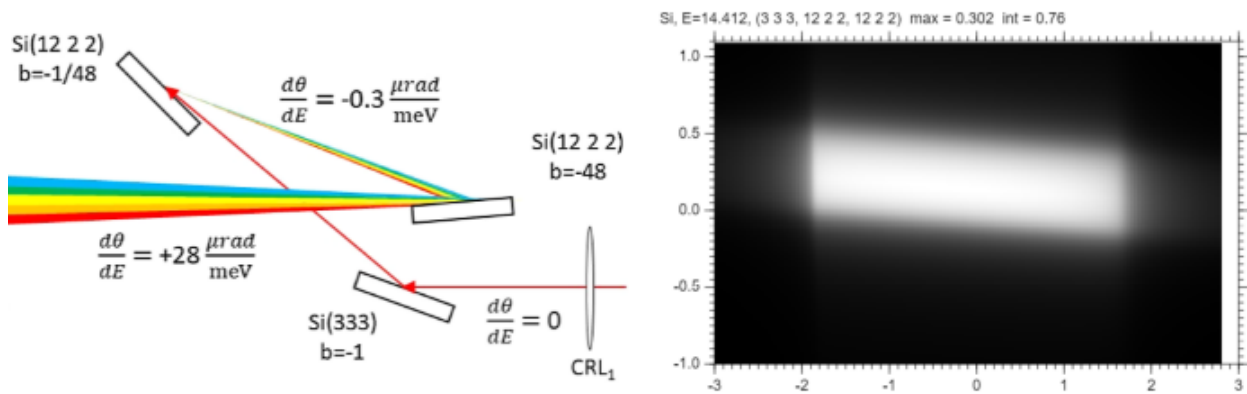 Si(12 2 2)
b=-1/48
dθ/dE = -0.3 μrad/meV
Si(12 2 2)
b=-48
dθ/dE = +28 μrad/meV
Si(333)
b=-1
dθ/dE = 0
CRL₁
Si, E=14.412, (3 3 3, 12 2 2, 12 2 2) max = 0.302 int = 0.76
1.0
0.5
0.0
-0.5
-1.0
-3 -2 -1 0 1 2 3